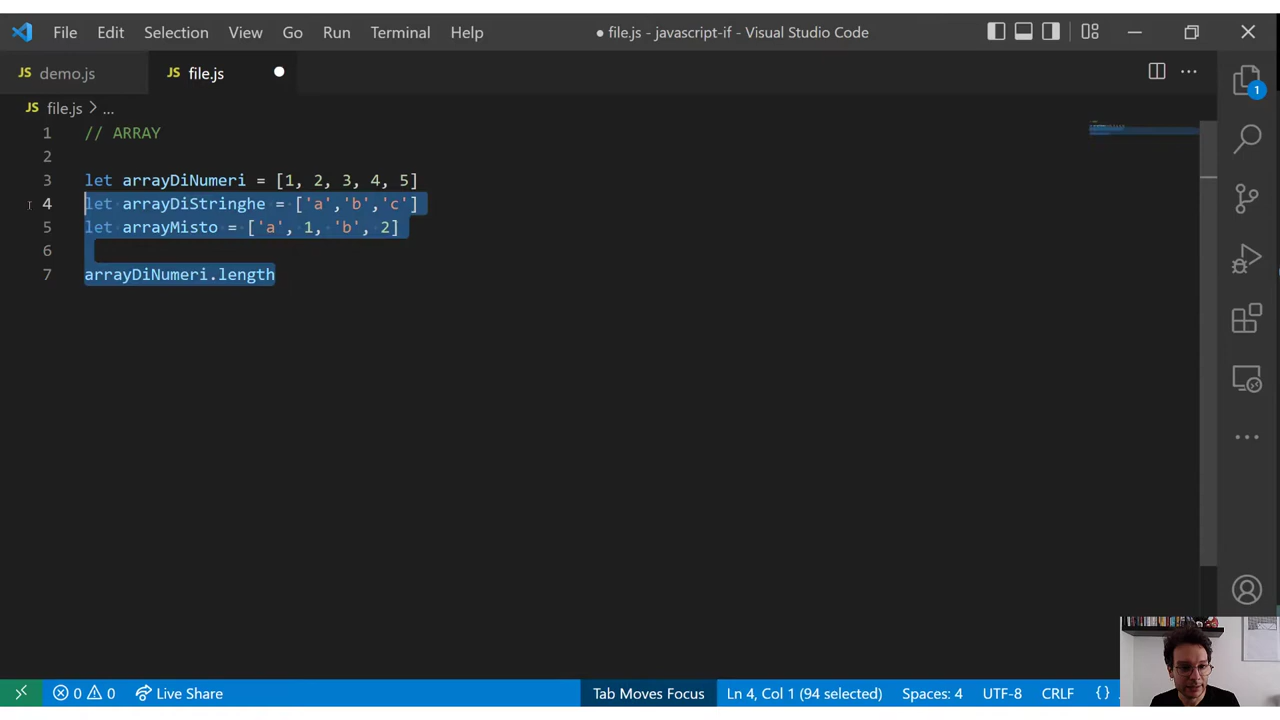 File Edit Selection View Go Run Terminal Help ● file.js - javascript-if - Visual Studio Code
JS demo.js JS file.js
JS file.js > ...
1 // ARRAY
2
3 let arrayDiNumeri = [1, 2, 3, 4, 5]
4 let arrayDiStringhe = ['a','b','c']
5 let arrayMisto = ['a', 1, 'b', 2]
6
7 arrayDiNumeri.length
1
0 0 Live Share Tab Moves Focus Ln 4, Col 1 (94 selected) Spaces: 4 UTF-8 CRLF {}